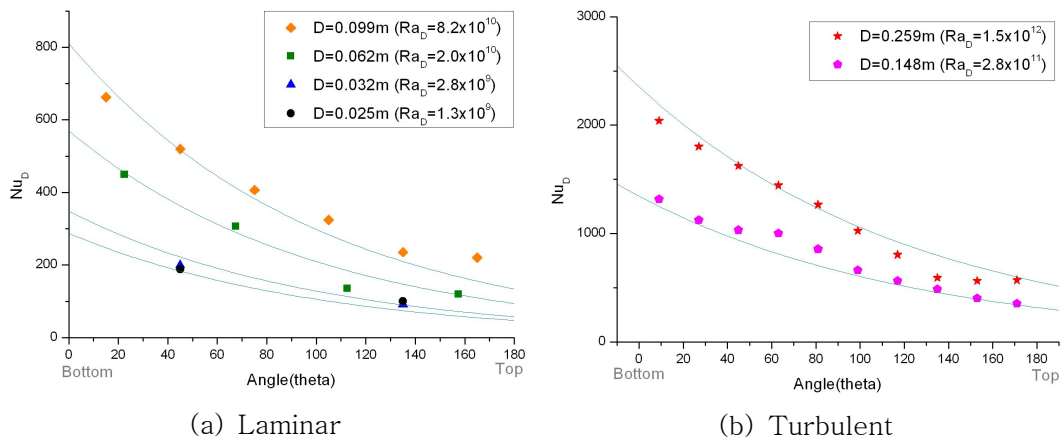 D=0.099m (Ra_D=8.2x10^10)
D=0.062m (Ra_D=2.0x10^10)
D=0.032m (Ra_D=2.8x10^9)
D=0.025m (Ra_D=1.3x10^9)
800
600
400
200
0
Nu_D
0 20 40 60 80 100 120 140 160 180
Bottom Top
Angle(theta)
(a) Laminar
D=0.259m (Ra_D=1.5x10^12)
D=0.148m (Ra_D=2.8x10^11)
3000
2000
1000
0
Nu_D
0 20 40 60 80 100 120 140 160 180
Bottom Top
Angle(theta)
(b) Turbulent